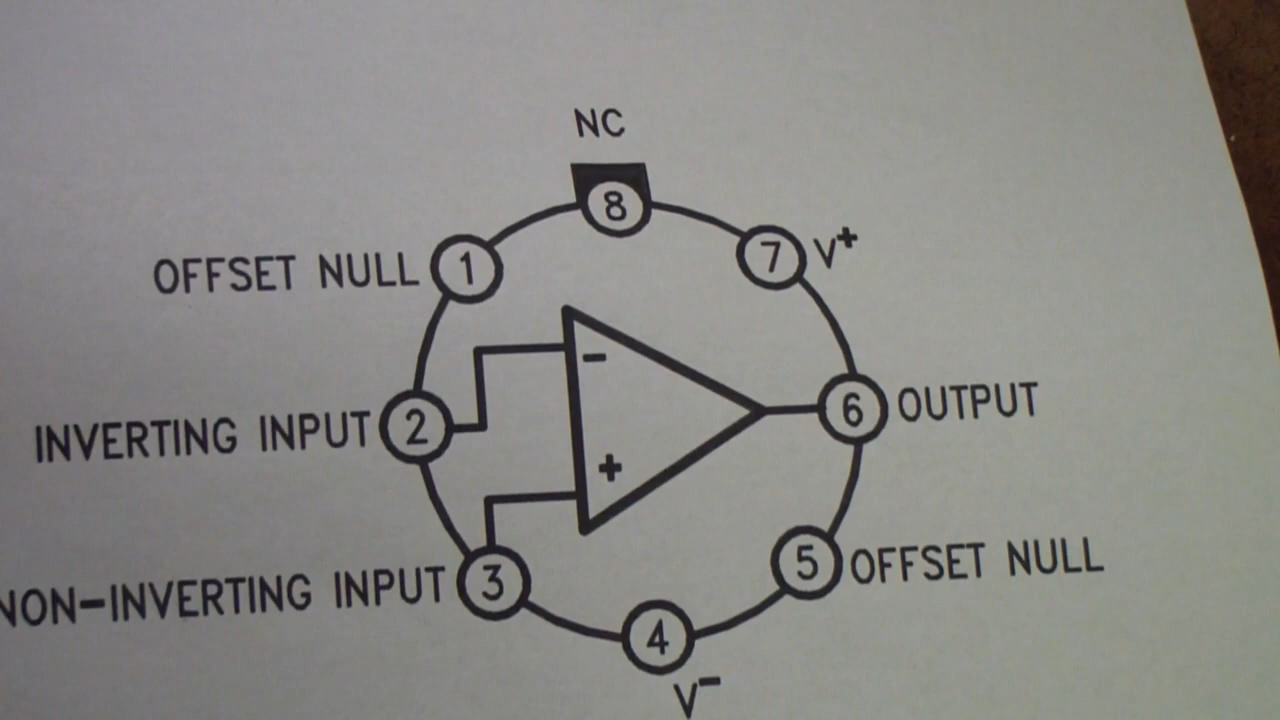 NC
8
OFFSET NULL 1
7 V+
-
INVERTING INPUT 2
6 OUTPUT
+
NON-INVERTING INPUT 3
5 OFFSET NULL
4
V-